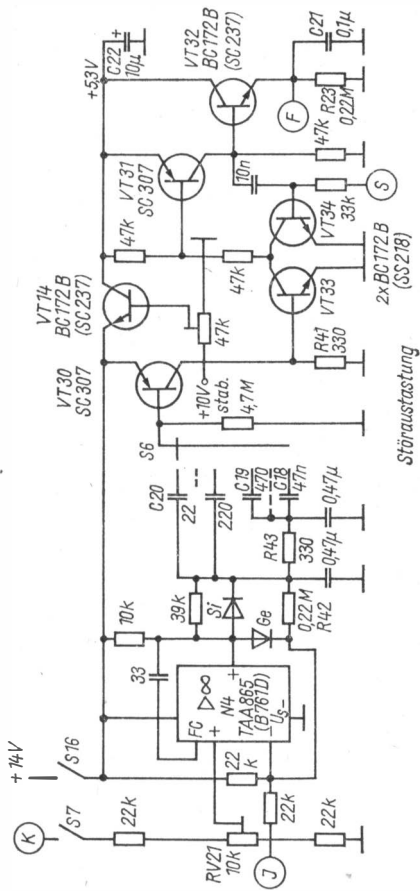 +14V
K
S7
S16
22k
RV21
10k
J
22k
22k
22
k
33
10k
FC
N4
TAA865
(B761D)
Us-
39k
Si
Ge
0,22M
R42
C20
22
220
C19
470
C18
47n
R43
330
0,47µ
0,47µ
S6
VT30
SC307
+10V
stab.
4,7M
47k
VT14
BC172B
(SC237)
47k
47k
R41
330
VT33
VT34
2xBC172B
(SS218)
33k
S
10n
VT31
SC307
47k
+5,3V
C22
10µ
VT32
BC172B
(SC237)
F
R23
0,22M
C21
0,1µ
Störaustastung